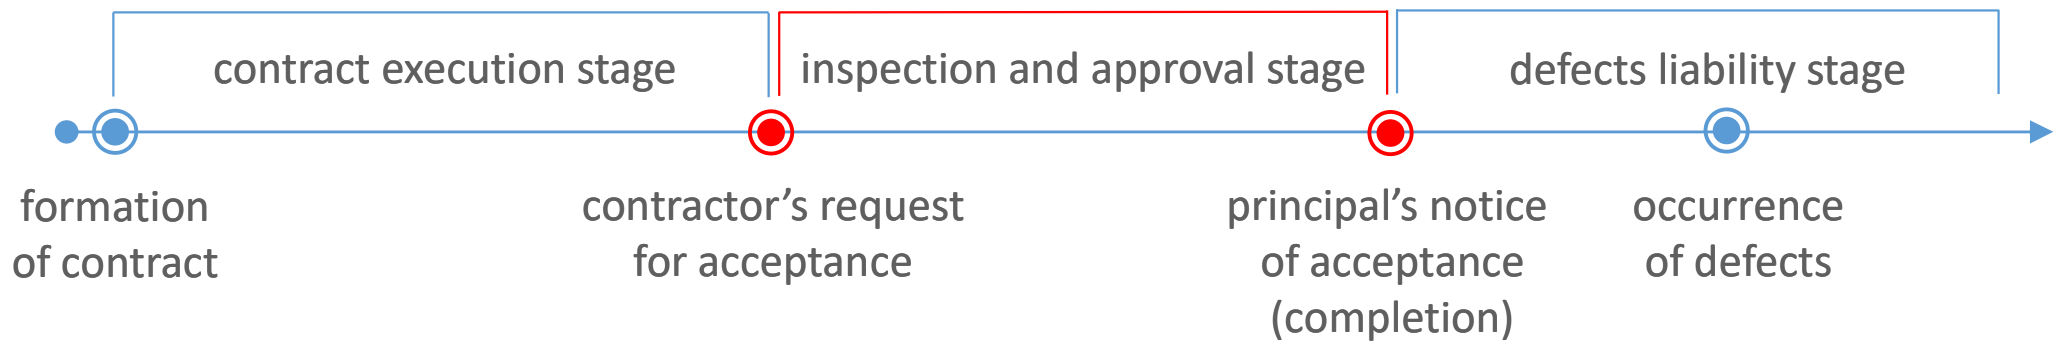 contract execution stage
inspection and approval stage
defects liability stage
formation
of contract
contractor’s request
for acceptance
principal’s notice
of acceptance
(completion)
occurrence
of defects